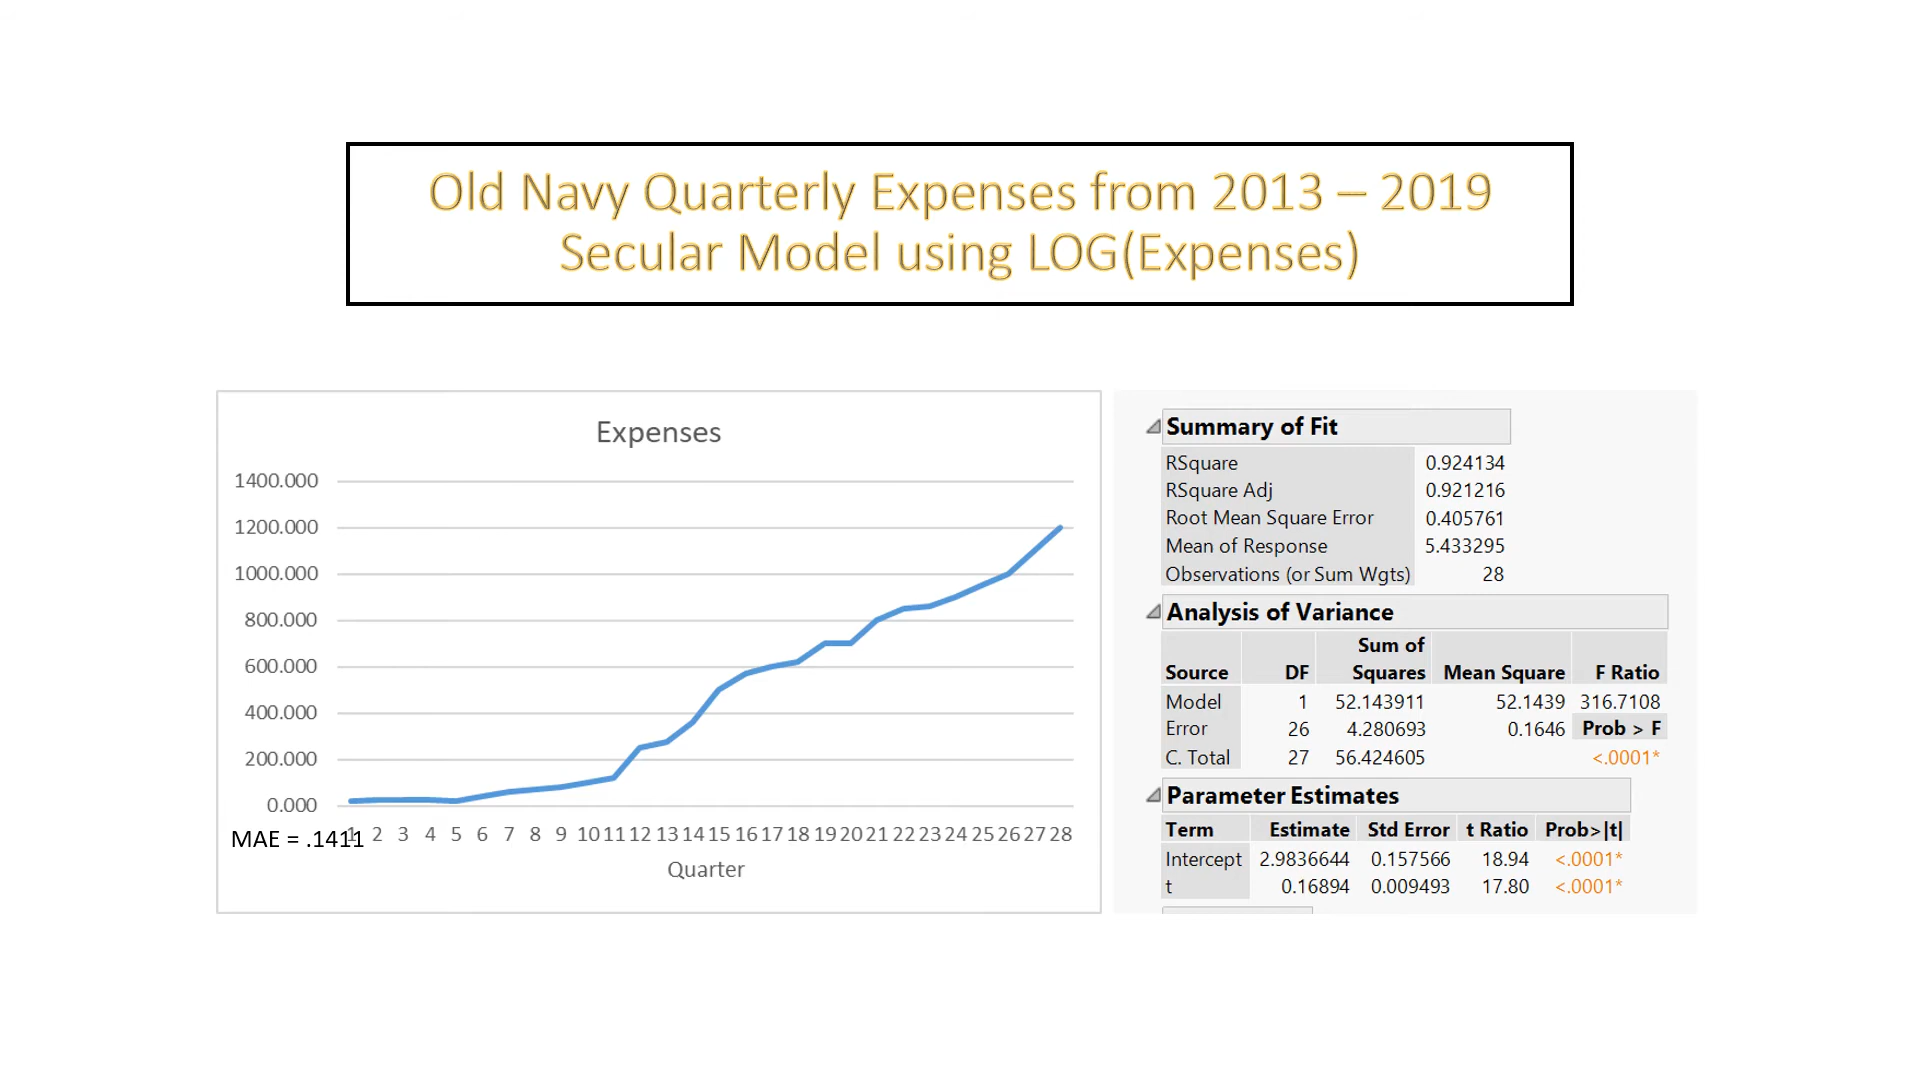 Old Navy Quarterly Expenses from 2013 – 2019
Secular Model using LOG(Expenses)
Expenses
1400.000
1200.000
1000.000
800.000
600.000
400.000
200.000
0.000
1 2 3 4 5 6 7 8 9 10 11 12 13 14 15 16 17 18 19 20 21 22 23 24 25 26 27 28
MAE = .1411
Quarter
Summary of Fit
RSquare 0.924134
RSquare Adj 0.921216
Root Mean Square Error 0.405761
Mean of Response 5.433295
Observations (or Sum Wgts) 28
Analysis of Variance
Sum of
Source DF Squares Mean Square F Ratio
Model 1 52.143911 52.1439 316.7108
Error 26 4.280693 0.1646 Prob > F
C. Total 27 56.424605 <.0001*
Parameter Estimates
Term Estimate Std Error t Ratio Prob>|t|
Intercept 2.9836644 0.157566 18.94 <.0001*
t 0.16894 0.009493 17.80 <.0001*